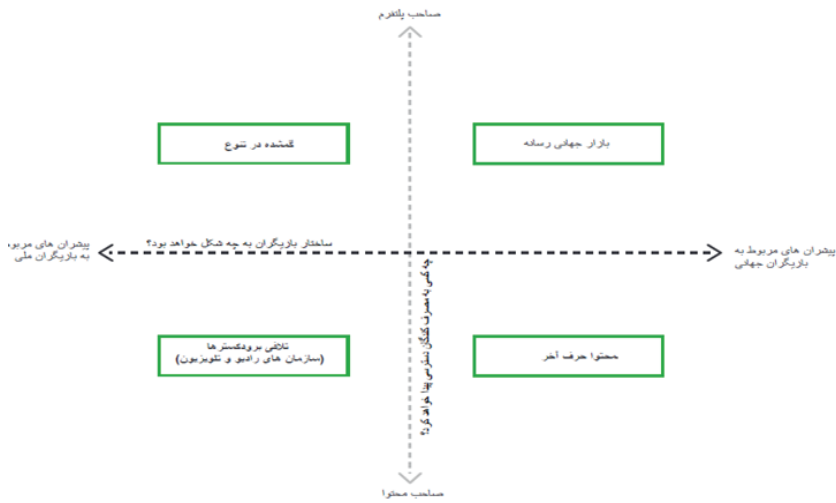 صاحب پلتفرم
گمشده در تنوع
بازار جهانی رسانه
ساختار بازیگران به چه شکل خواهد بود؟
پیشران های مربوط به
بازیگران جهانی
پیشران های مربو
به بازیگران ملی
چه کسی به مصرف کنندگان دسترسی پیدا خواهد کرد؟
تلافی برودکسترها
(سازمان های رادیو و تلویزیون)
محتوا حرف آخر
صاحب محتوا